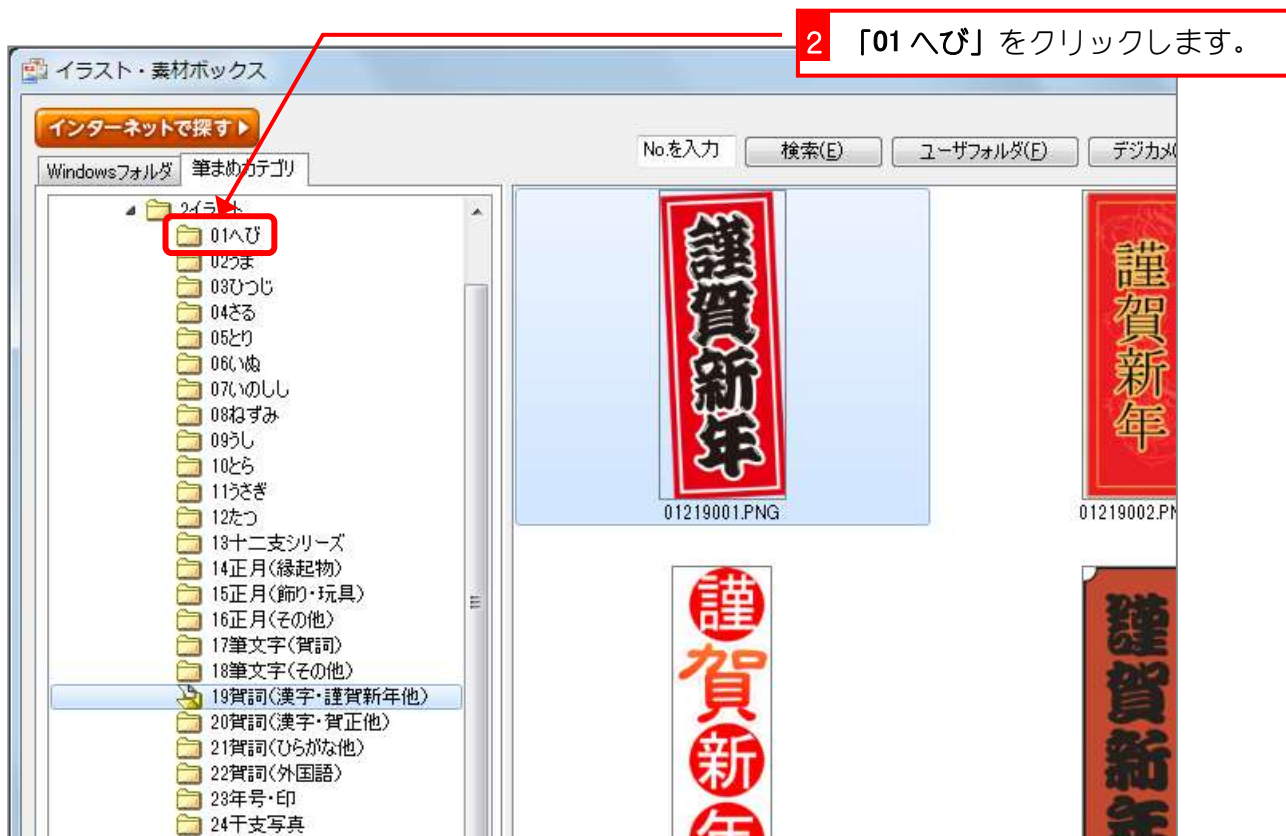 2 「01 へび」をクリックします。
イラスト・素材ボックス
インターネットで探す
No.を入力 検索(E) ユーザフォルダ(F) デジカメ(
Windowsフォルダ 筆まめカテゴリ
2イラスト
01へび
02うま
03ひつじ
04さる
05とり
06いぬ
07いのしし
08ねずみ
09うし
10とら
11うさぎ
12たつ
13十二支シリーズ
14正月(縁起物)
15正月(飾り・玩具)
16正月(その他)
17筆文字(賀詞)
18筆文字(その他)
19賀詞(漢字・謹賀新年他)
20賀詞(漢字・賀正他)
21賀詞(ひらがな他)
22賀詞(外国語)
23年号・印
24干支写真
謹賀新年
01219001.PNG
謹賀新年
01219002.PN
謹賀新年
謹賀新年